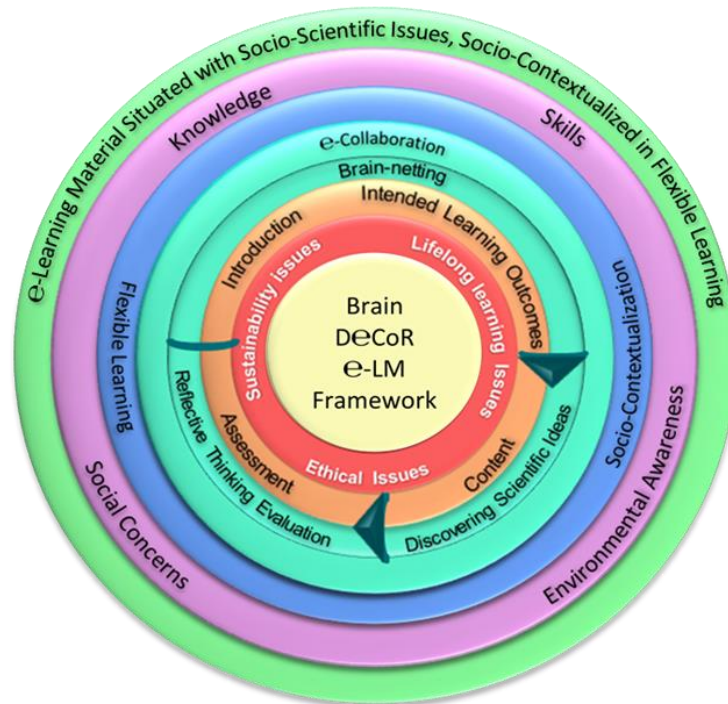 ℮-Learning Material Situated with Socio-Scientific Issues, Socio-Contextualized in Flexible Learning
Knowledge
Skills
Social Concerns
Environmental Awareness
Flexible Learning
Socio-Contextualization
℮-Collaboration
Brain-netting
Reflective Thinking Evaluation
Discovering Scientific Ideas
Introduction
Intended Learning Outcomes
Assessment
Content
Sustainability issues
Lifelong learning Issues
Ethical Issues
Brain
D℮CoR
℮-LM
Framework